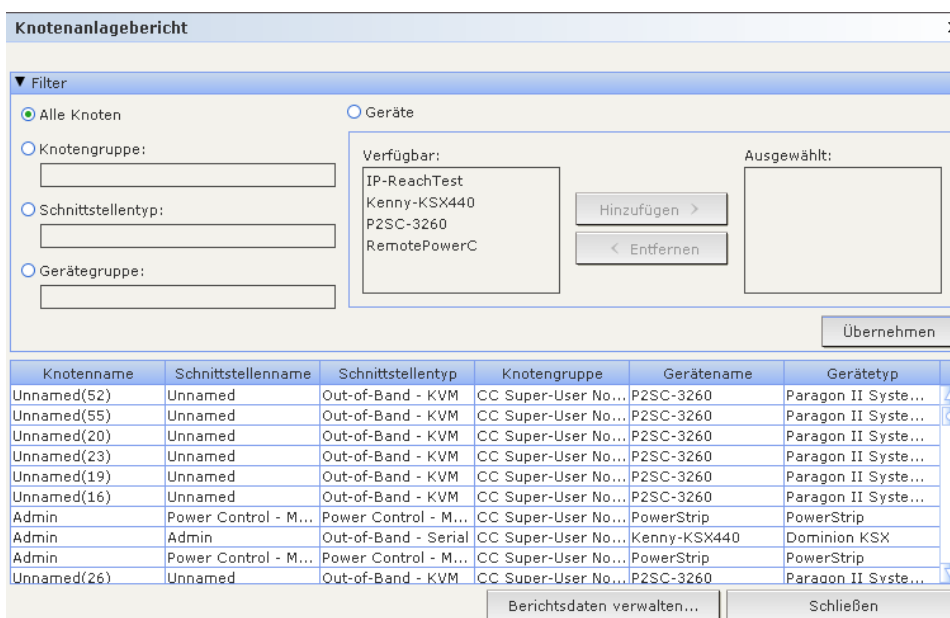 Knotenanlagebericht
Filter
Alle Knoten
Geräte
Knotengruppe:
Schnittstellentyp:
Gerätegruppe:
Verfügbar:
IP-ReachTest
Kenny-KSX440
P2SC-3260
RemotePowerC
Hinzufügen >
< Entfernen
Ausgewählt:
Übernehmen
Knotenname Schnittstellenname Schnittstellentyp Knotengruppe Gerätename Gerätetyp
Unnamed(52) Unnamed Out-of-Band - KVM CC Super-User No... P2SC-3260 Paragon II Syste...
Unnamed(55) Unnamed Out-of-Band - KVM CC Super-User No... P2SC-3260 Paragon II Syste...
Unnamed(20) Unnamed Out-of-Band - KVM CC Super-User No... P2SC-3260 Paragon II Syste...
Unnamed(23) Unnamed Out-of-Band - KVM CC Super-User No... P2SC-3260 Paragon II Syste...
Unnamed(19) Unnamed Out-of-Band - KVM CC Super-User No... P2SC-3260 Paragon II Syste...
Unnamed(16) Unnamed Out-of-Band - KVM CC Super-User No... P2SC-3260 Paragon II Syste...
Admin Power Control - M... Power Control - M... CC Super-User No... PowerStrip PowerStrip
Admin Admin Out-of-Band - Serial CC Super-User No... Kenny-KSX440 Dominion KSX
Admin Power Control - M... Power Control - M... CC Super-User No... PowerStrip PowerStrip
Unnamed(26) Unnamed Out-of-Band - KVM CC Super-User No... P2SC-3260 Paragon II Syste...
Berichtsdaten verwalten... Schließen